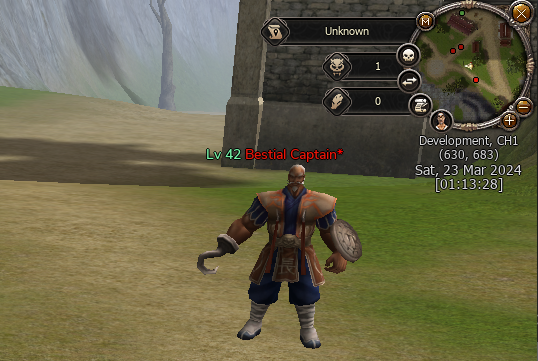 M
Unknown
1
0
Development, CH1
(630, 683)
Sat, 23 Mar 2024
[01:13:28]
Lv 42 Bestial Captain*